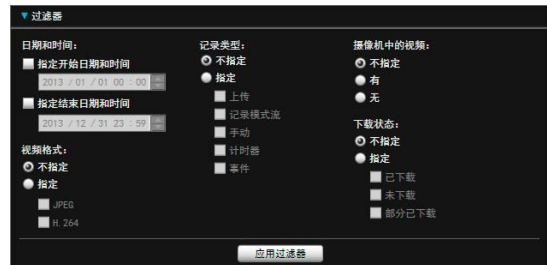 过滤器
日期和时间:
指定开始日期和时间
2013 / 01 / 01 00 : 00
指定结束日期和时间
2013 / 12 / 31 23 : 59
视频格式:
不指定
指定
JPEG
H.264
记录类型:
不指定
指定
上传
记录模式流
手动
计时器
事件
摄像机中的视频:
不指定
有
无
下载状态:
不指定
指定
已下载
未下载
部分已下载
应用过滤器